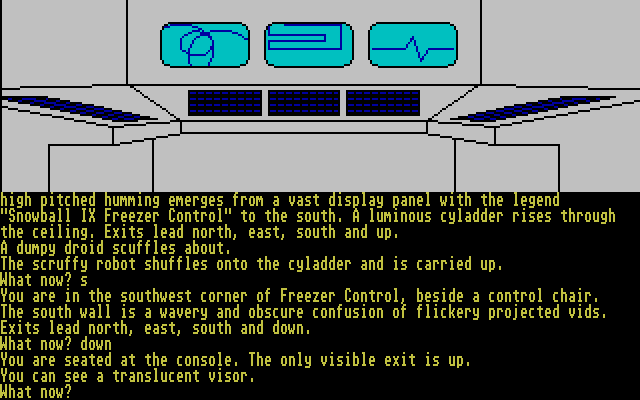 high pitched humming emerges from a vast display panel with the legend
"Snowball IX Freezer Control" to the south. A luminous cyladder rises through
the ceiling. Exits lead north, east, south and up.
A dumpy droid scuffles about.
The scruffy robot shuffles onto the cyladder and is carried up.
What now? s
You are in the southwest corner of Freezer Control, beside a control chair.
The south wall is a wavery and obscure confusion of flickery projected vids.
Exits lead north, east, south and down.
What now? down
You are seated at the console. The only visible exit is up.
You can see a translucent visor.
What now?